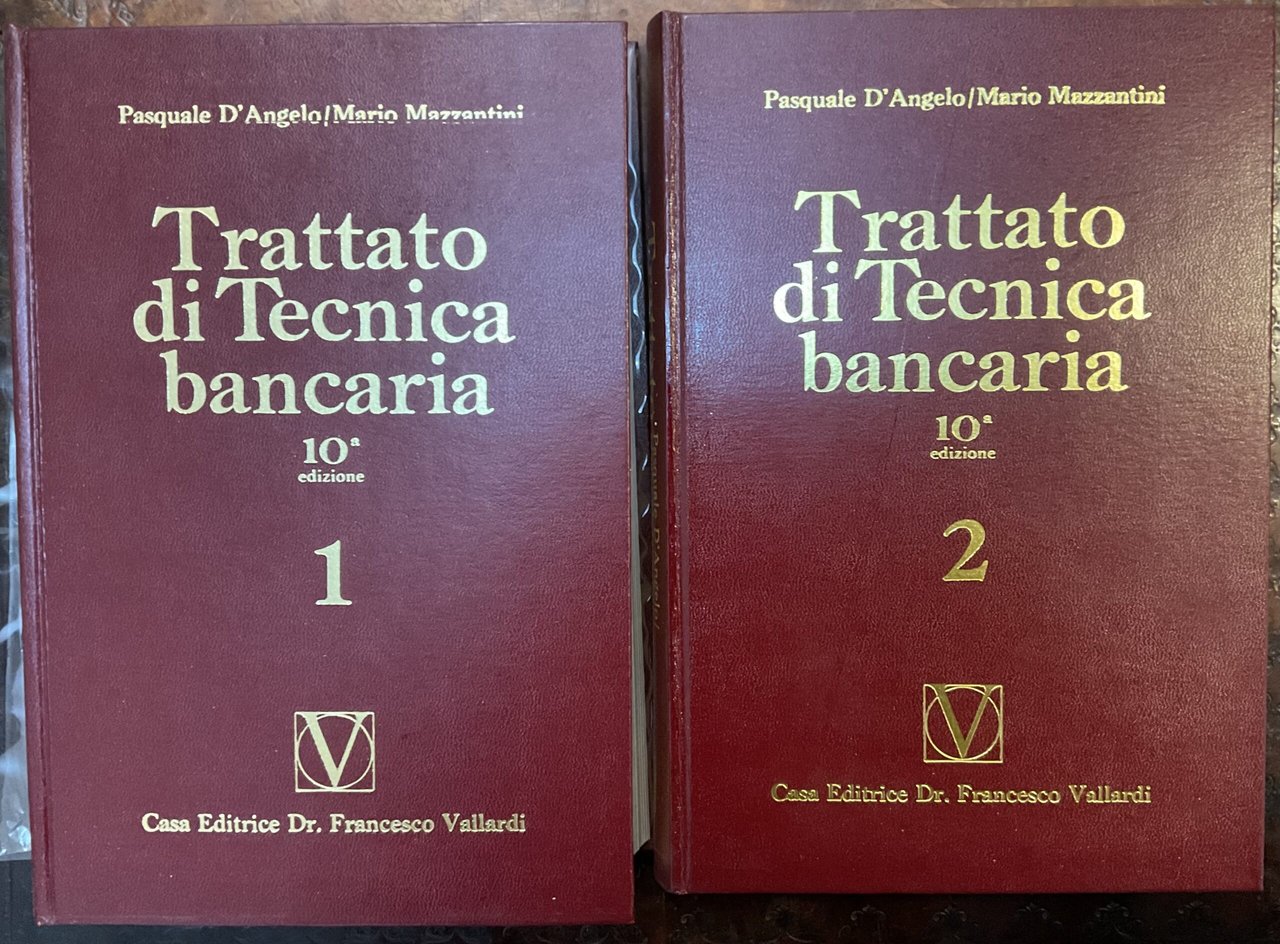 Pasquale D'Angelo/Mario Mazzantini
Trattato
di Tecnica
bancaria
10ª
edizione
1
V
Casa Editrice Dr. Francesco Vallardi
Pasquale D'Angelo/Mario Mazzantini
Trattato
di Tecnica
bancaria
10ª
edizione
2
V
Casa Editrice Dr. Francesco Vallardi